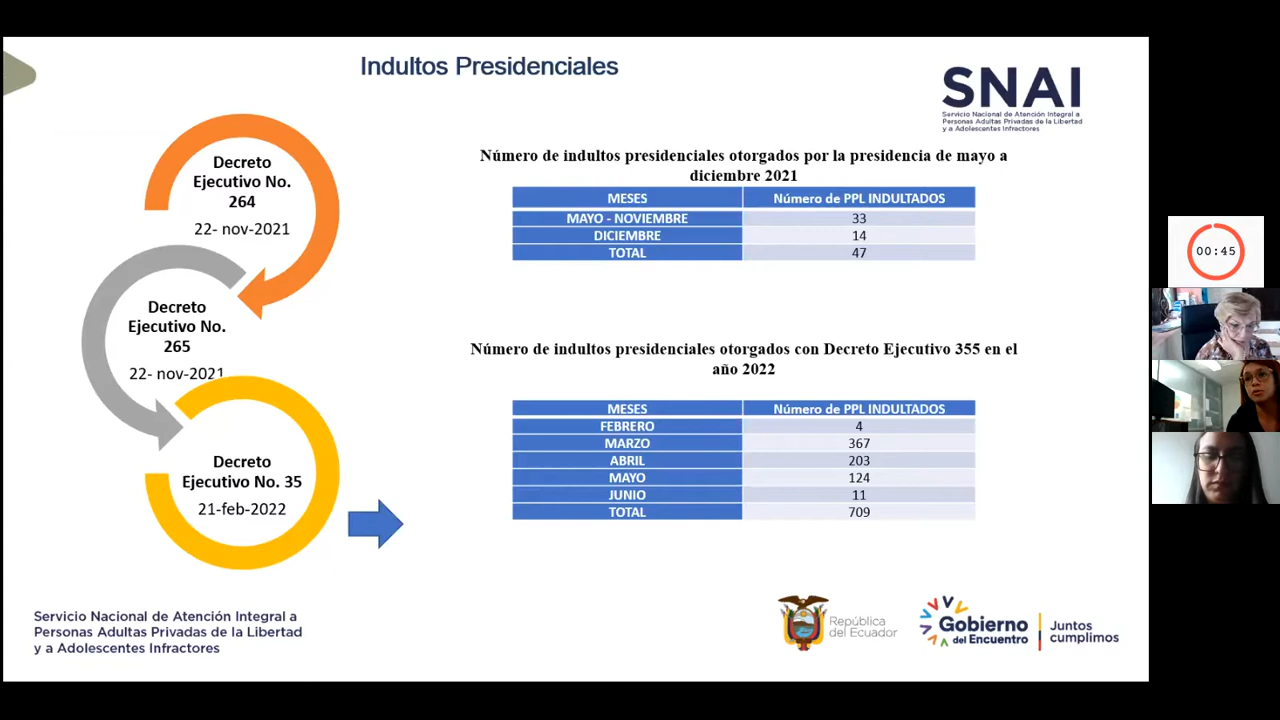 Indultos Presidenciales
SNAI
Servicio Nacional de Atención Integral a
Personas Adultas Privadas de la Libertad
y a Adolescentes Infractores
Decreto
Ejecutivo No.
264
22- nov-2021
Decreto
Ejecutivo No.
265
22- nov-2021
Decreto
Ejecutivo No. 35
21-feb-2022
Número de indultos presidenciales otorgados por la presidencia de mayo a
diciembre 2021
MESES Número de PPL INDULTADOS
MAYO - NOVIEMBRE 33
DICIEMBRE 14
TOTAL 47
Número de indultos presidenciales otorgados con Decreto Ejecutivo 355 en el
año 2022
MESES Número de PPL INDULTADOS
FEBRERO 4
MARZO 367
ABRIL 203
MAYO 124
JUNIO 11
TOTAL 709
00:45
Servicio Nacional de Atención Integral a
Personas Adultas Privadas de la Libertad
y a Adolescentes Infractores
República
del Ecuador
Gobierno
del Encuentro
Juntos
cumplimos